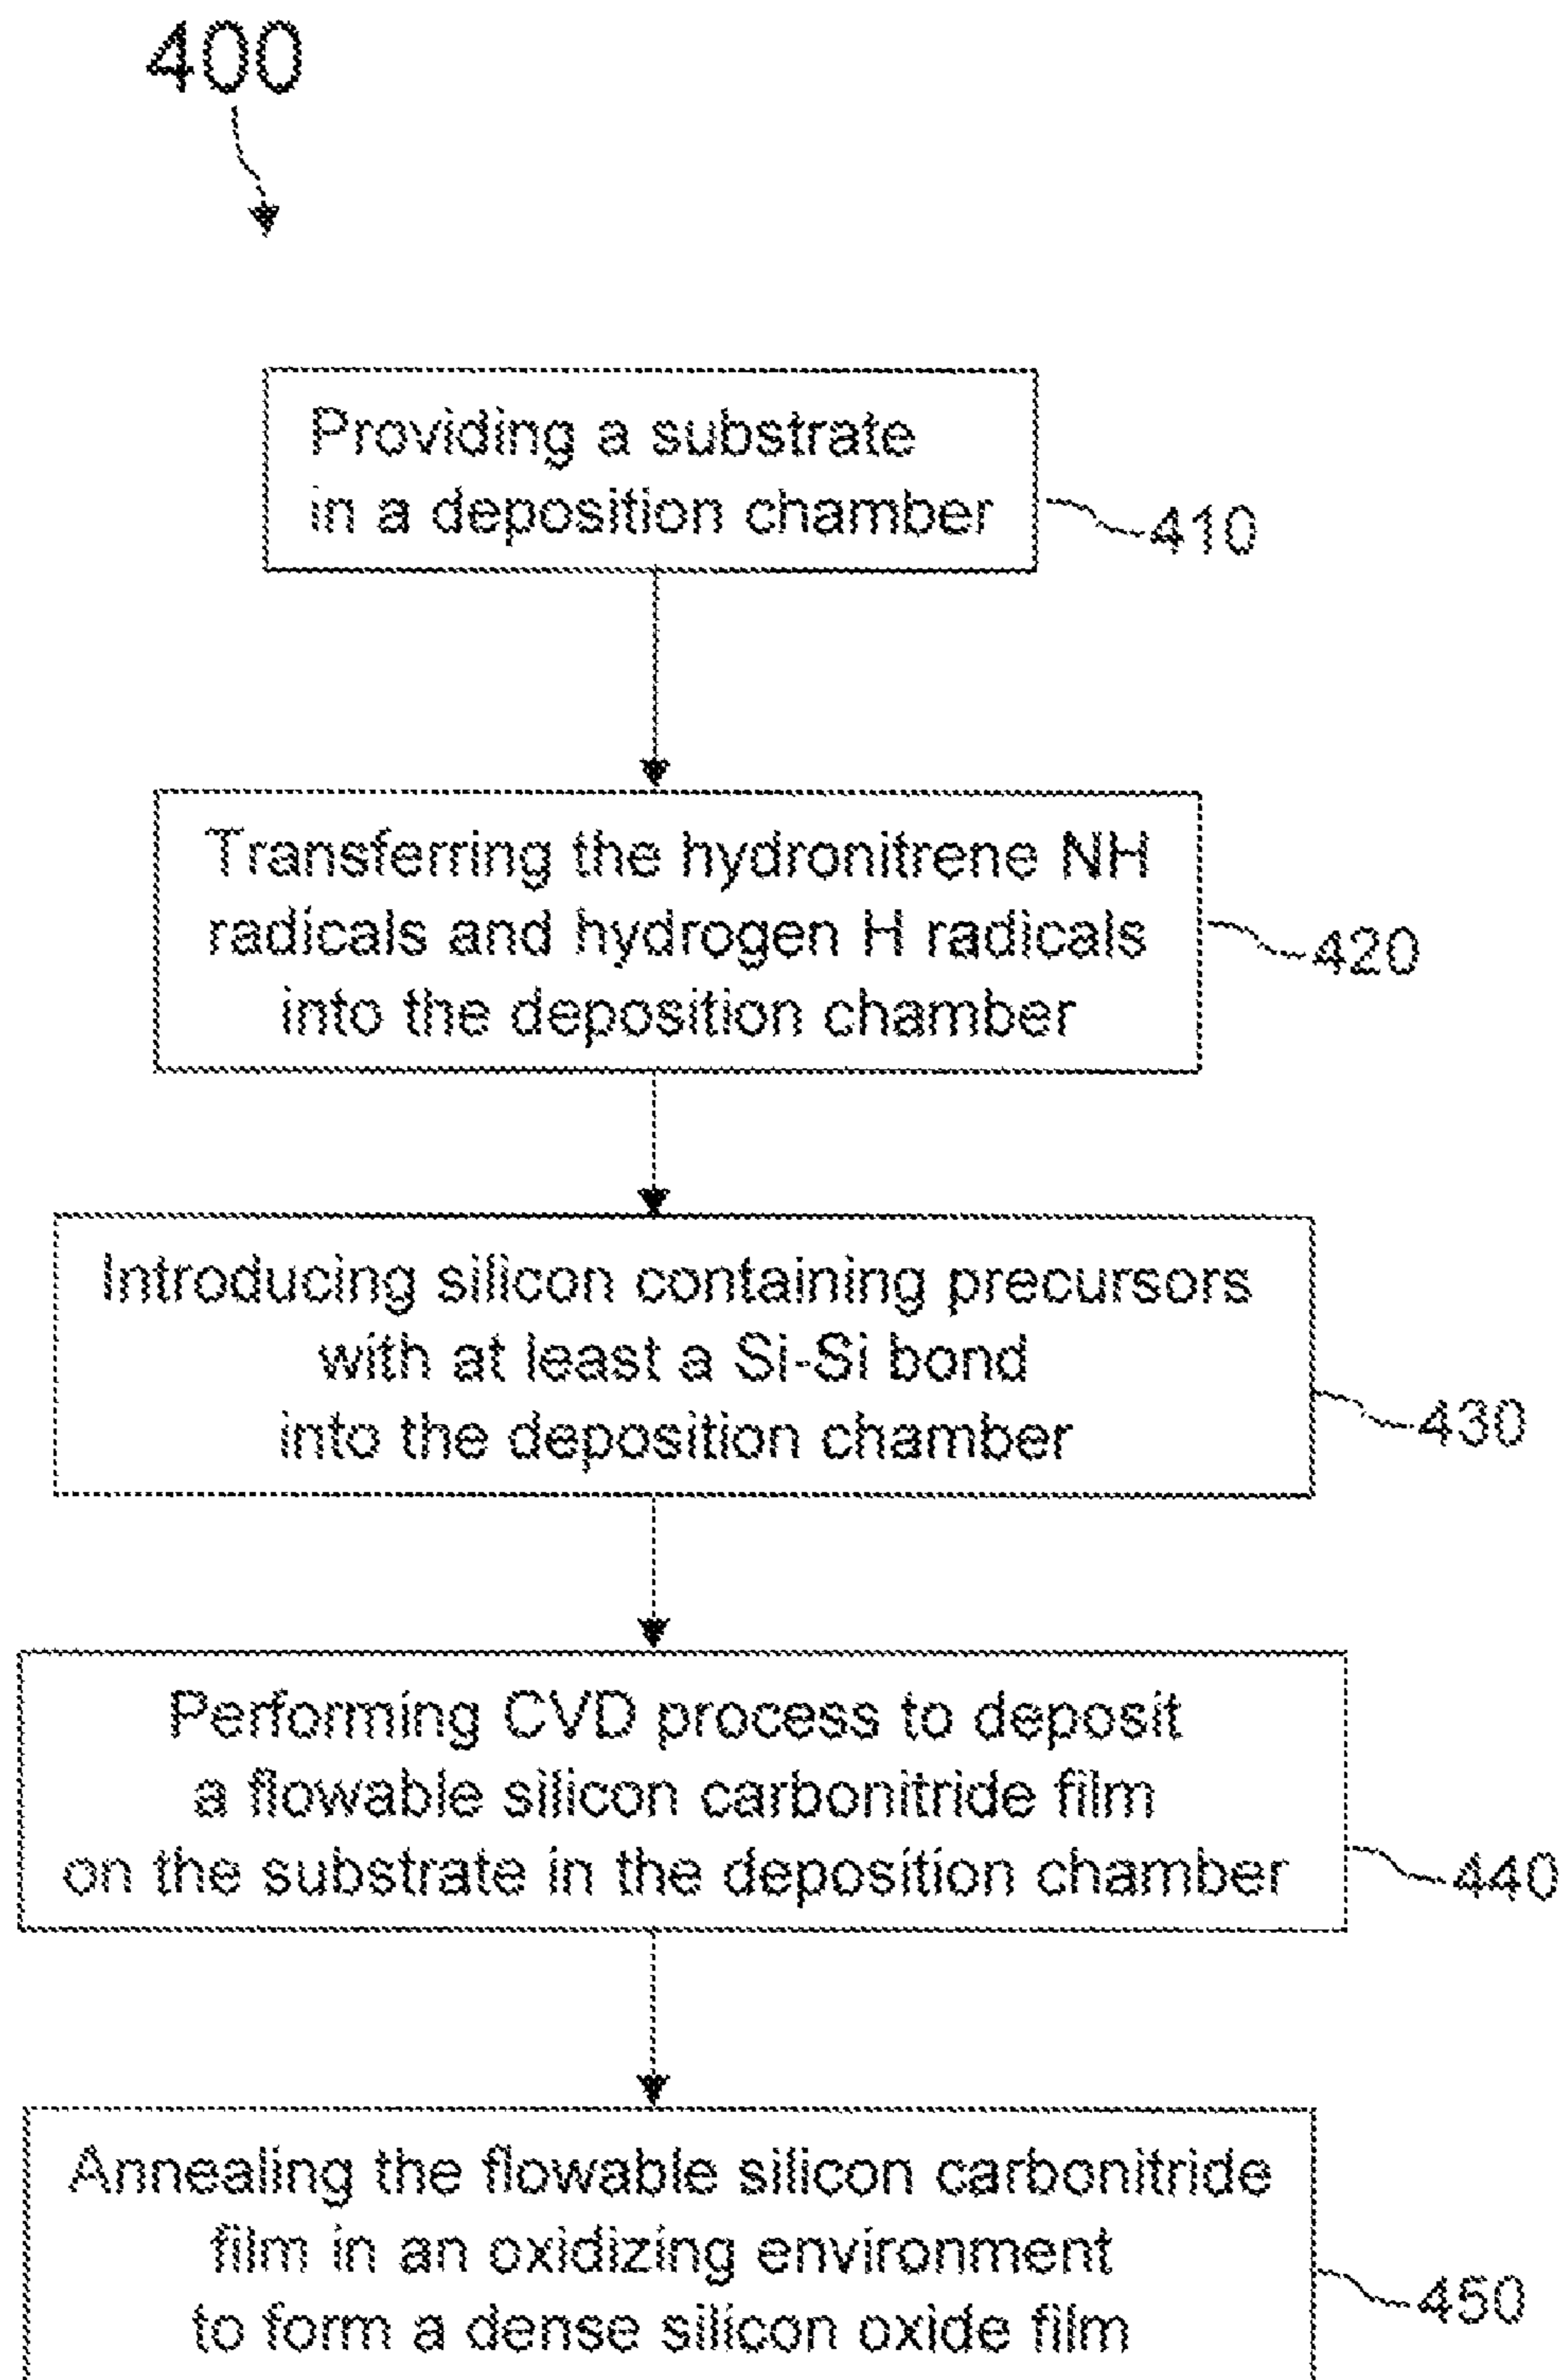 400
Providing a substrate
in a deposition chamber
410
Transferring the hydronitrene NH
radicals and hydrogen H radicals
into the deposition chamber
420
Introducing silicon containing precursors
with at least a Si-Si bond
into the deposition chamber
430
Performing CVD process to deposit
a flowable silicon carbonitride film
on the substrate in the deposition chamber
440
Annealing the flowable silicon carbonitride
film in an oxidizing environment
to form a dense silicon oxide film
450